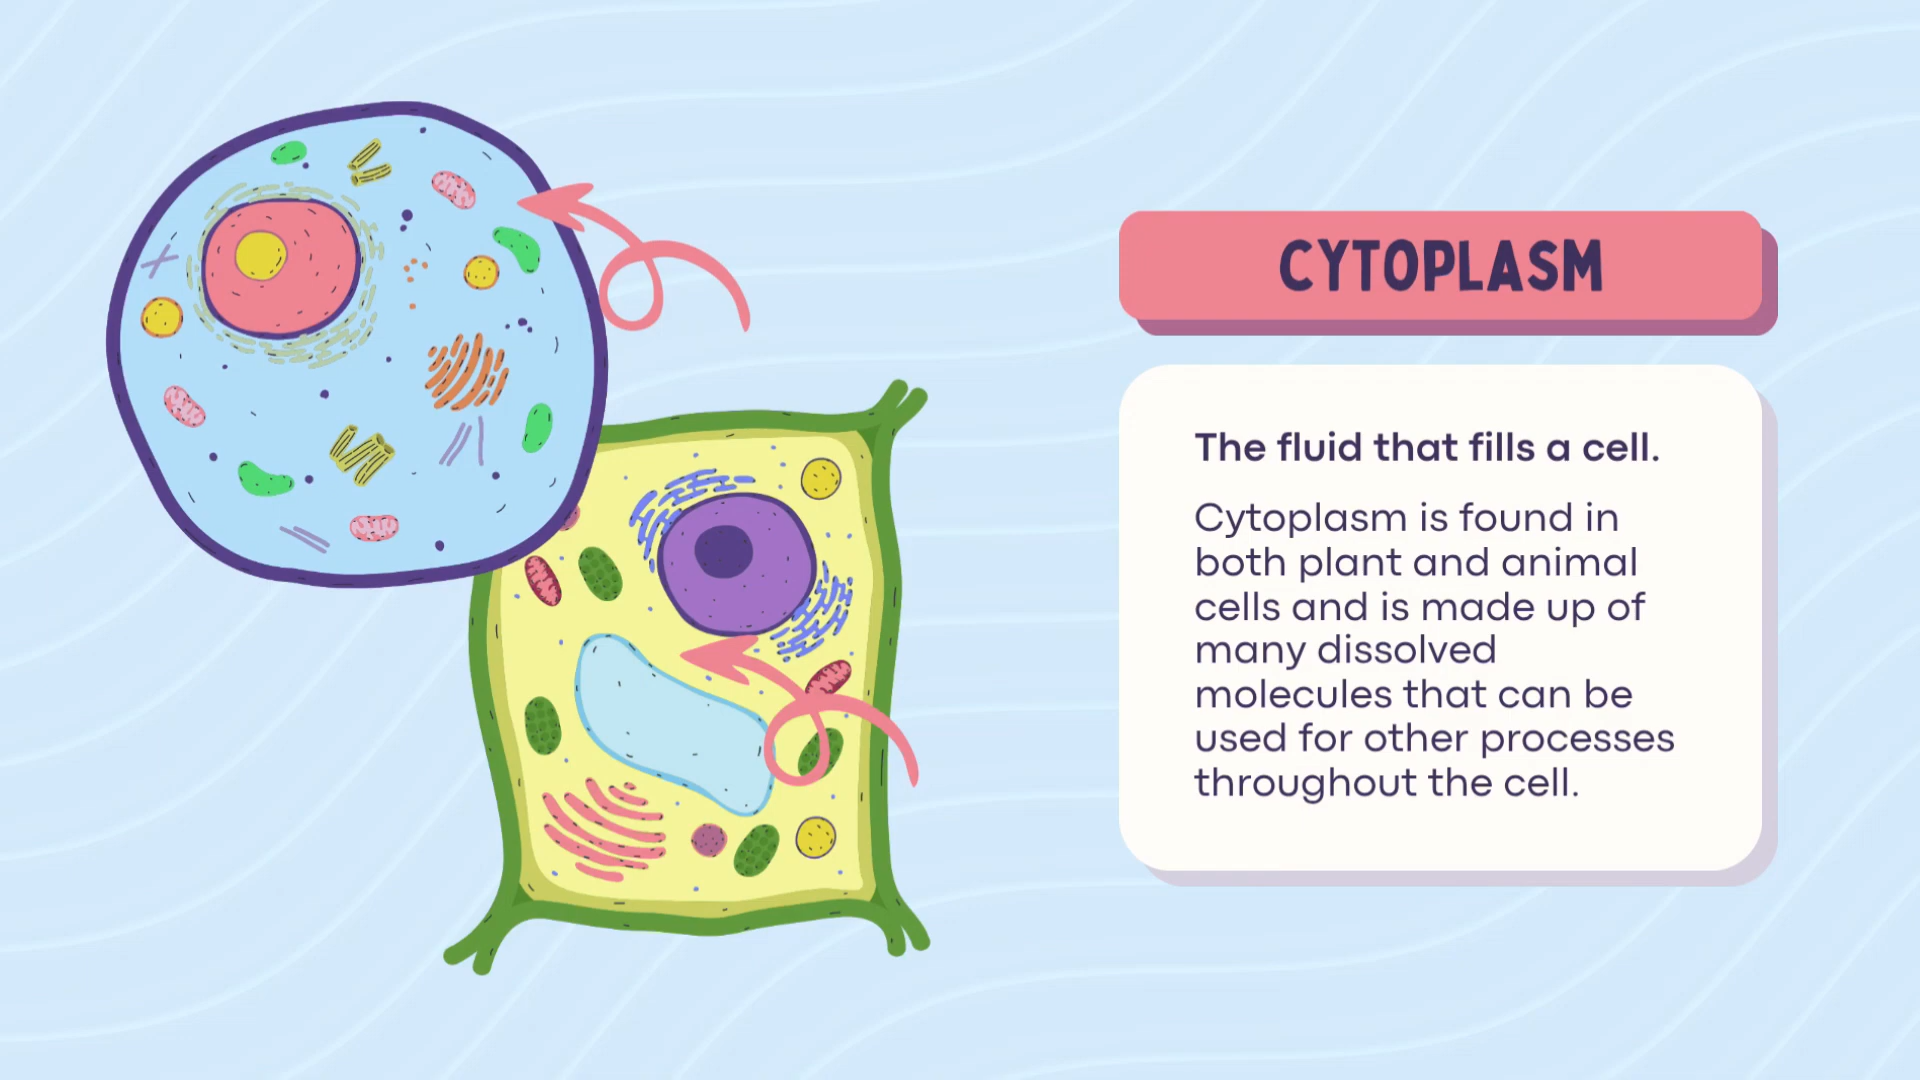 CYTOPLASM
The fluid that fills a cell.
Cytoplasm is found in
both plant and animal
cells and is made up of
many dissolved
molecules that can be
used for other processes
throughout the cell.